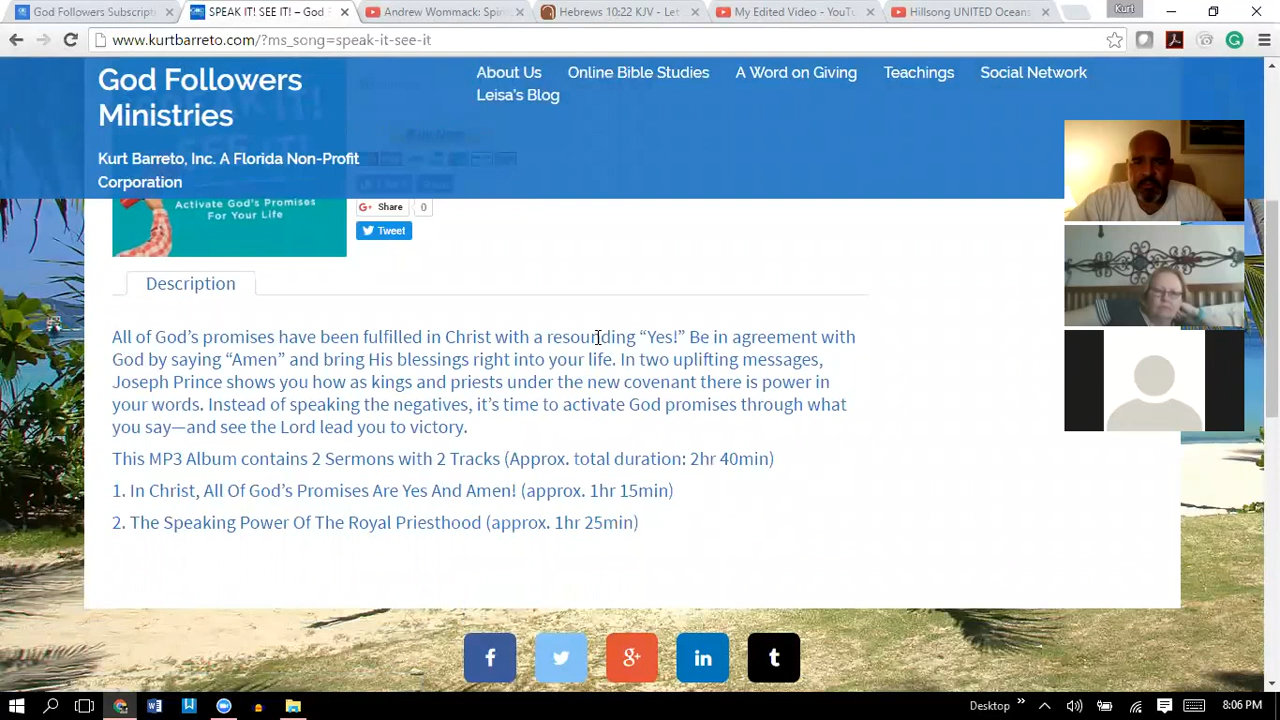 God Followers Subscript
SPEAK IT! SEE IT! – God F
Andrew Wommack: Spiri
Hebrews 10:22 KJV - Let
My Edited Video - YouTu
Hillsong UNITED Oceans
Kurt
www.kurtbarreto.com/?ms_song=speak-it-see-it
God Followers
Ministries
Kurt Barreto, Inc. A Florida Non-Profit
Corporation
About Us
Online Bible Studies
A Word on Giving
Teachings
Social Network
Leisa's Blog
Activate God's Promises
For Your Life
G+ Share 0
Tweet
Description
All of God’s promises have been fulfilled in Christ with a resounding “Yes!” Be in agreement with
God by saying “Amen” and bring His blessings right into your life. In two uplifting messages,
Joseph Prince shows you how as kings and priests under the new covenant there is power in
your words. Instead of speaking the negatives, it’s time to activate God promises through what
you say—and see the Lord lead you to victory.
This MP3 Album contains 2 Sermons with 2 Tracks (Approx. total duration: 2hr 40min)
1. In Christ, All Of God’s Promises Are Yes And Amen! (approx. 1hr 15min)
2. The Speaking Power Of The Royal Priesthood (approx. 1hr 25min)
Desktop
8:06 PM